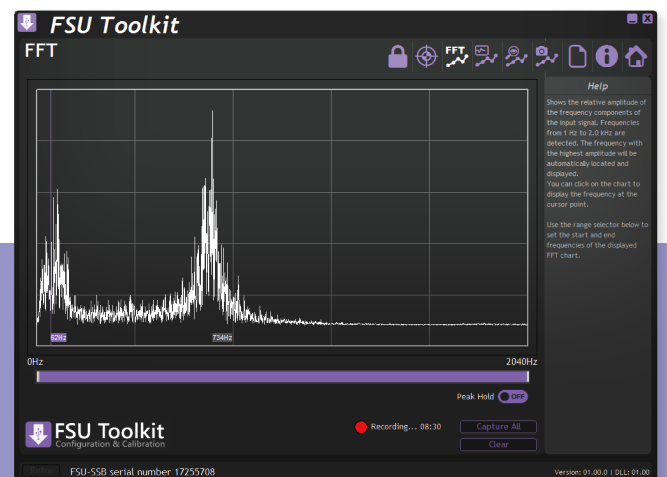 FSU Toolkit
FFT
FFT
Help
Shows the relative amplitude of
the frequency components of
the input signal. Frequencies
from 1 Hz to 2.0 kHz are
detected. The frequency with
the highest amplitude will be
automatically located and
displayed.
You can click on the chart to
display the frequency at the
cursor point.
Use the range selector below to
set the start and end
frequencies of the displayed
FFT chart.
62Hz
734Hz
0Hz
2040Hz
Peak Hold OFF
FSU Toolkit
Configuration & Calibration
Recording... 08:30
Capture All
Clear
Retry
FSU-SSB serial number 17255708
Version: 01.00.0 | DLL: 01.00